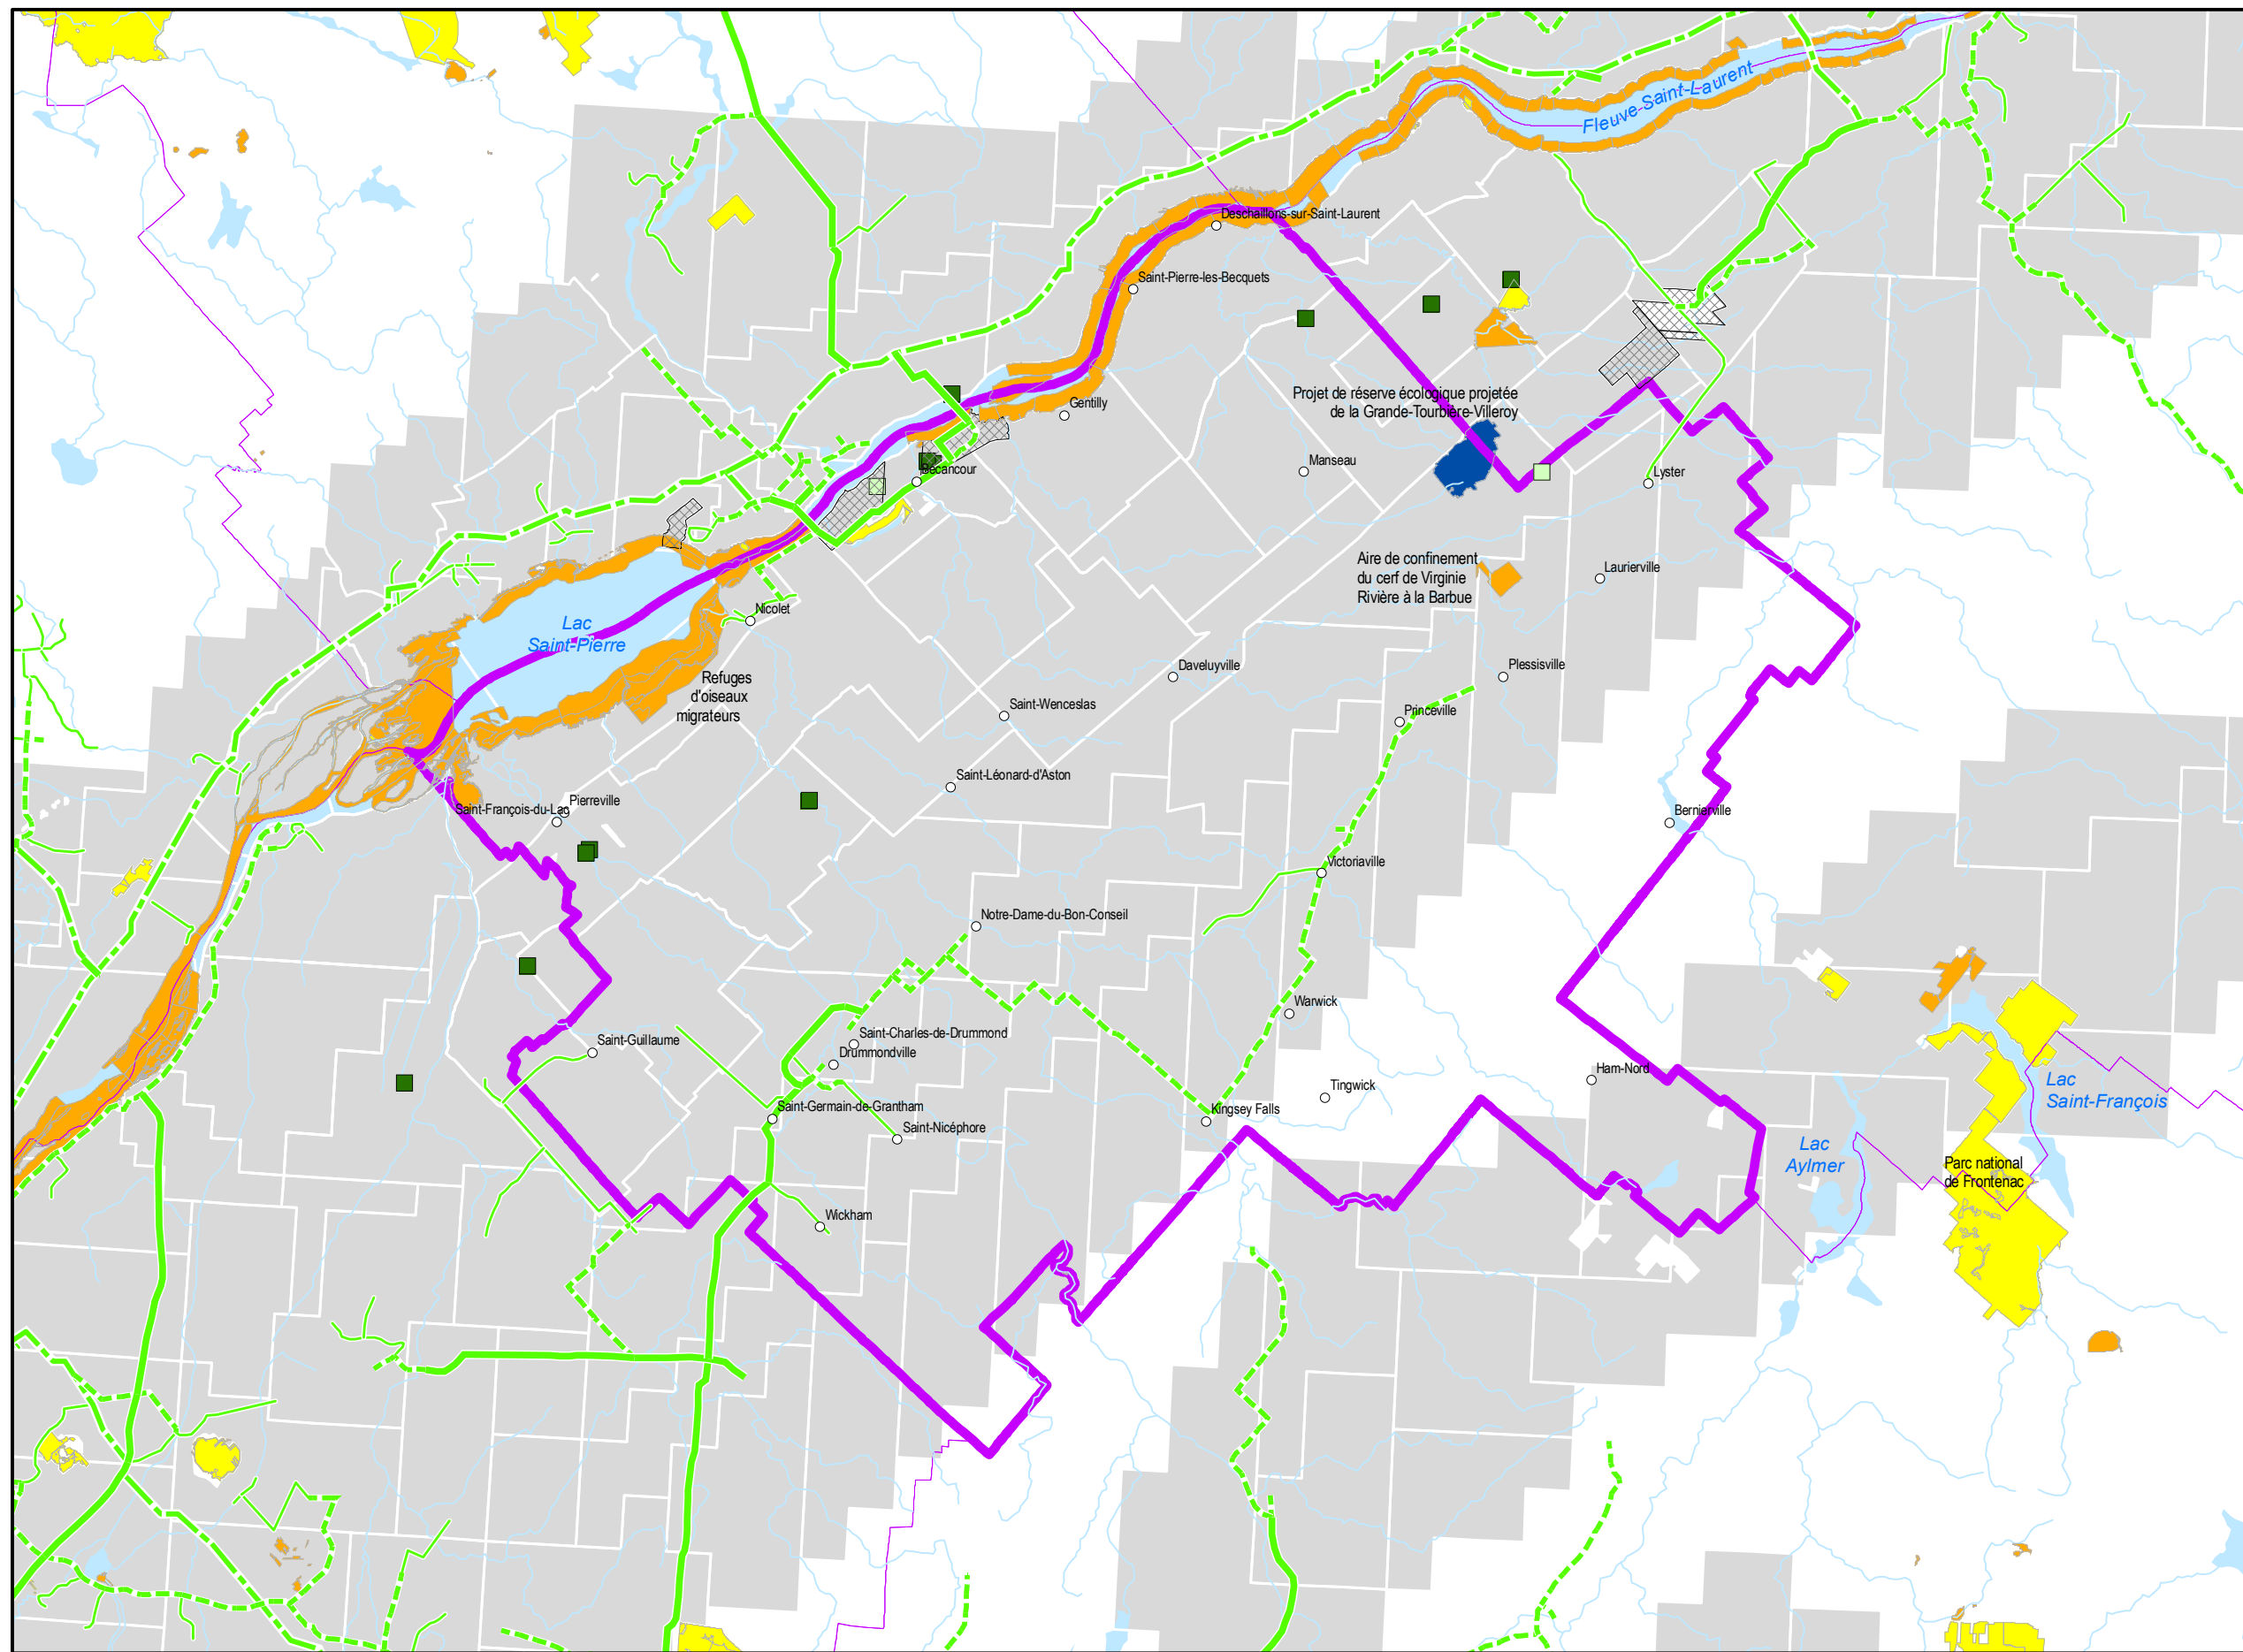 Fleuve Saint-Laurent
Deschaillons-sur-Saint-Laurent
Saint-Pierre-les-Becquets
Projet de réserve écologique projetée
de la Grande-Tourbière-Villeroy
Gentilly
Bécancour
Manseau
Lyster
Aire de confinement
du cerf de Virginie
Rivière à la Barbue
Laurierville
Nicolet
Lac
Saint-Pierre
Refuges
d'oiseaux
migrateurs
Daveluyville
Plessisville
Saint-Wenceslas
Princeville
Saint-Léonard-d'Aston
Pierreville
Saint-François-du-Lac
Bernierville
Victoriaville
Notre-Dame-du-Bon-Conseil
Warwick
Saint-Charles-de-Drummond
Drummondville
Saint-Guillaume
Ham-Nord
Tingwick
Lac
Saint-François
Saint-Germain-de-Grantham
Kingsey Falls
Saint-Nicéphore
Lac
Aylmer
Parc national
de Frontenac
Wickham